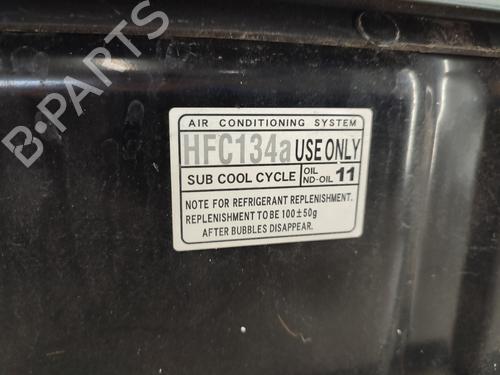 B-PARTS
AIR CONDITIONING SYSTEM
HFC134a USE ONLY
SUB COOL CYCLE OIL ND-OIL 11
NOTE FOR REFRIGERANT REPLENISHMENT.
REPLENISHMENT TO BE 100±50g
AFTER BUBBLES DISAPPEAR.